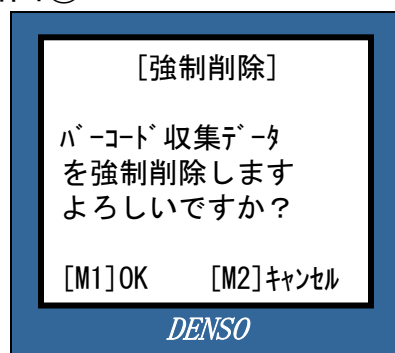 [強制削除]
ﾊﾞｰｺｰﾄﾞ収集ﾃﾞｰﾀ
を強制削除します
よろしいですか？
[M1]OK [M2]ｷｬﾝｾﾙ
DENSO